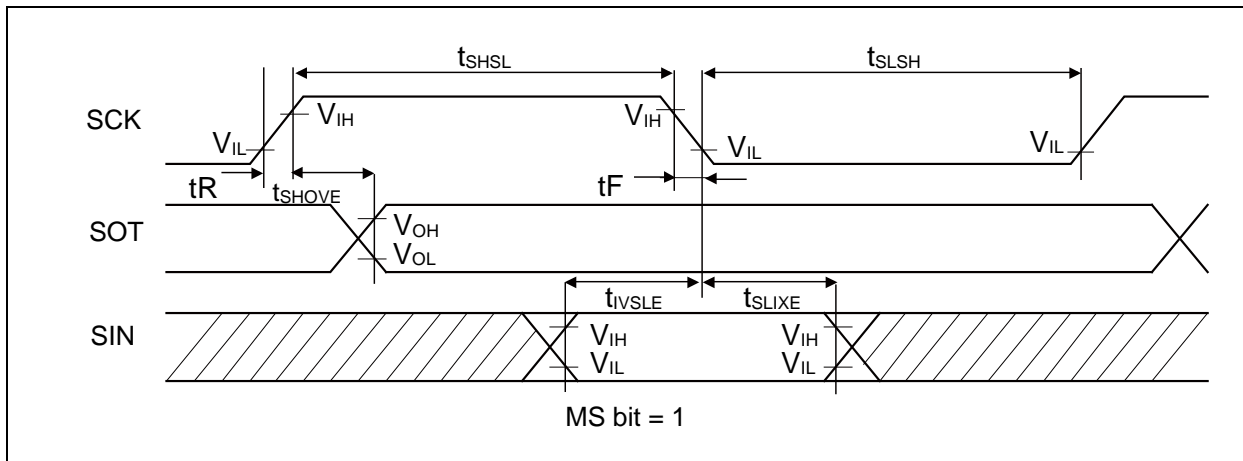 tSHSL
tSLSH
SCK
VIH
VIH
VIL
VIL
VIL
tR
tSHOVE
tF
SOT
VOH
VOL
tIVSLE
tSLIXE
SIN
VIH
VIH
VIL
VIL
MS bit = 1